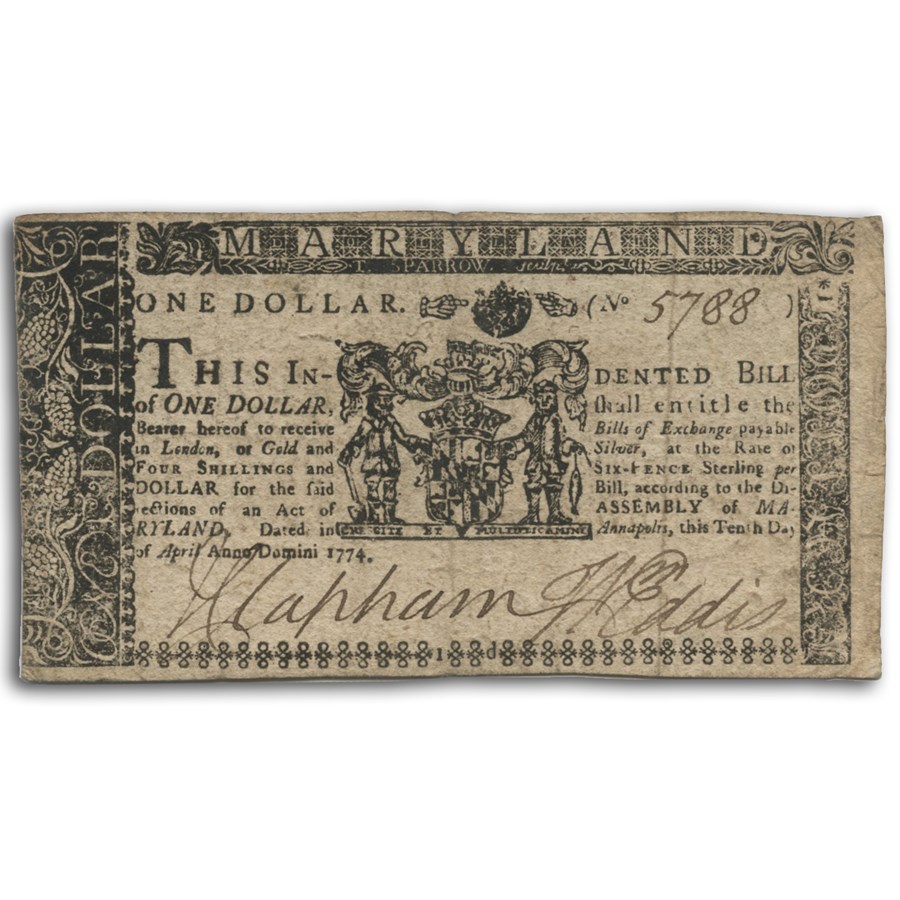 DOLLAR
MARYLAND
T. SPARROW sculp
ONE DOLLAR. (No 5788 )
THIS IN- DENTED BILL
of ONE DOLLAR, ſhall entitle the
Bearer hereof to receive Bills of Exchange payable
in London, or Gold and Silver, at the Rate of
FOUR SHILLINGS and SIX-PENCE Sterling per
DOLLAR for the ſaid Bill, according to the Di-
rections of an Act of ASSEMBLY of MA-
RYLAND. Dated in Annapolis, this Tenth Day
CRESCITE ET MULTIPLICAMINI
of April Anno Domini 1774.
J Clapham W Eddis
1 d